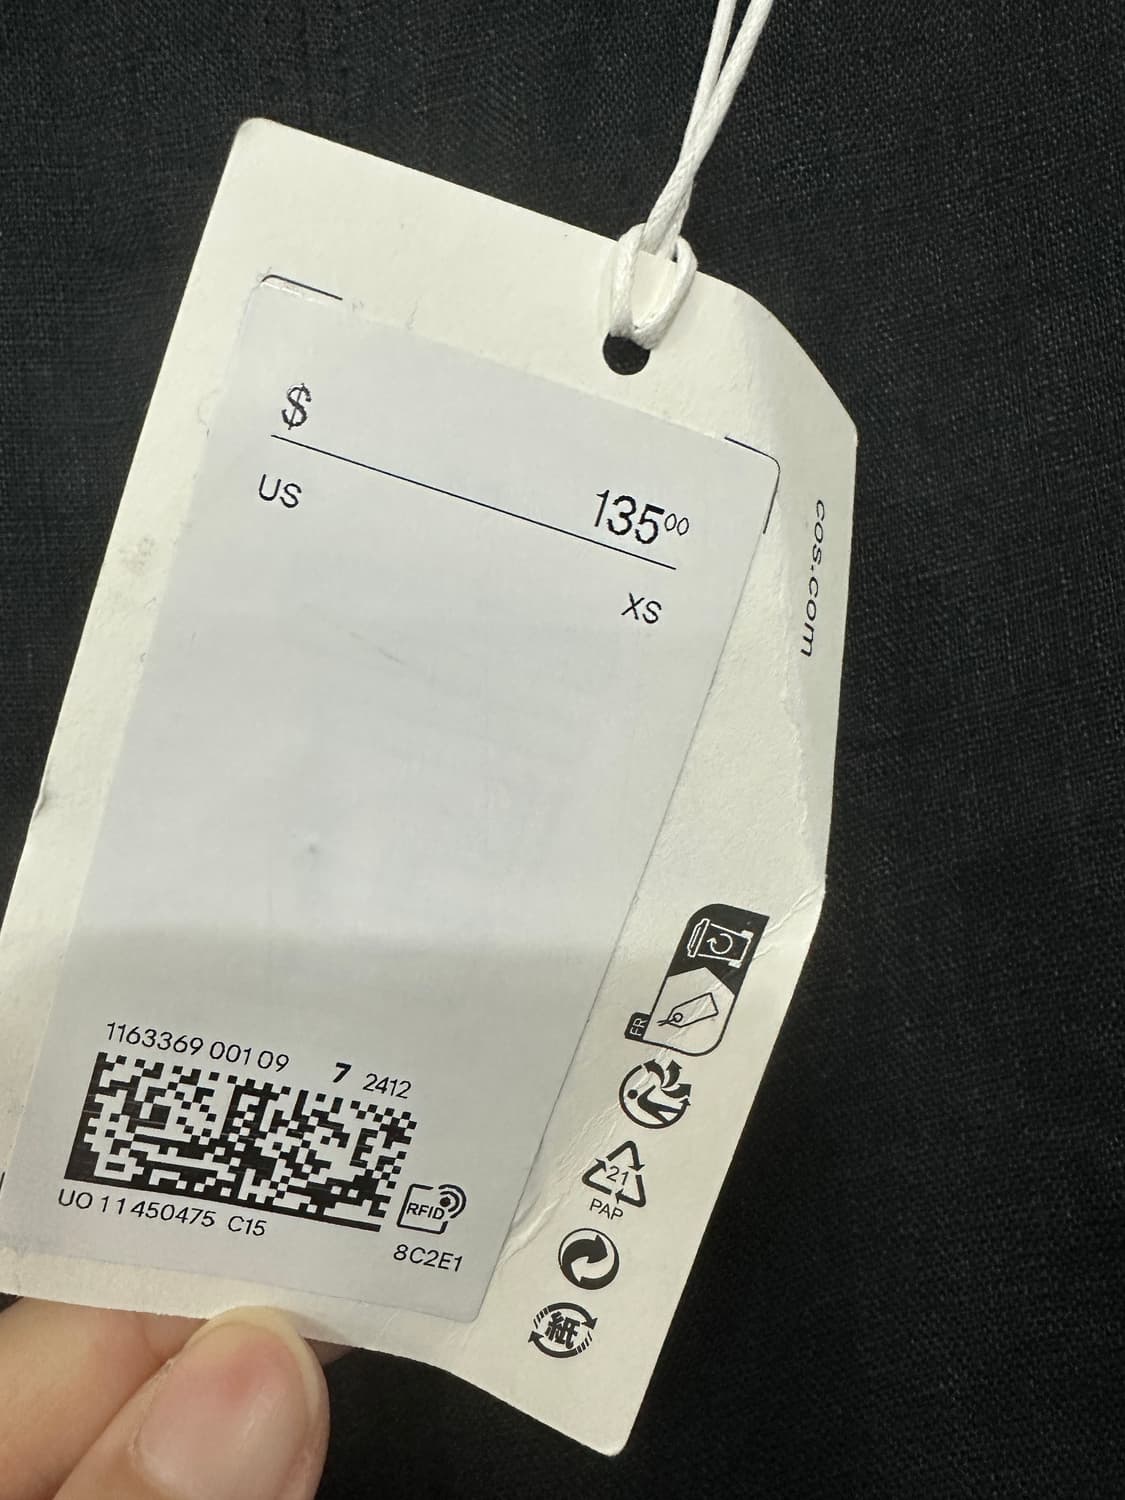 $
135⁰⁰
US
XS
cos.com
1163369 001 09 7 2412
UO 11450475 C15
RFID
8C2E1
FR
21
PAP
紙